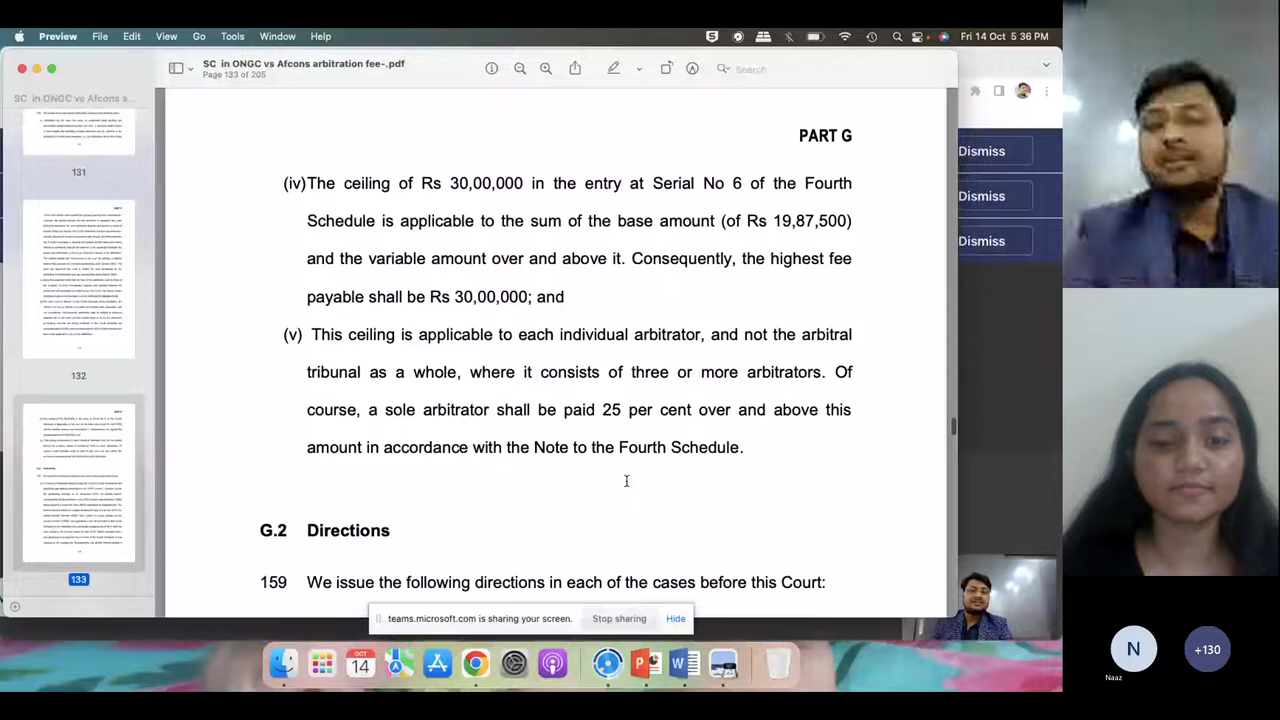 Preview File Edit View Go Tools Window Help
Fri 14 Oct 5:36 PM
SC in ONGC vs Afcons arbitration fee-.pdf
Page 133 of 205
Search
SC in ONGC vs Afcons a...
131
132
133
PART G
(iv)The ceiling of Rs 30,00,000 in the entry at Serial No 6 of the Fourth
Schedule is applicable to the sum of the base amount (of Rs 19,87,500)
and the variable amount over and above it. Consequently, the highest fee
payable shall be Rs 30,00,000; and
(v) This ceiling is applicable to each individual arbitrator, and not the arbitral
tribunal as a whole, where it consists of three or more arbitrators. Of
course, a sole arbitrator shall be paid 25 per cent over and above this
amount in accordance with the Note to the Fourth Schedule.
G.2 Directions
159 We issue the following directions in each of the cases before this Court:
Dismiss
Dismiss
Dismiss
teams.microsoft.com is sharing your screen. Stop sharing Hide
OCT
14
N
Naaz
+130